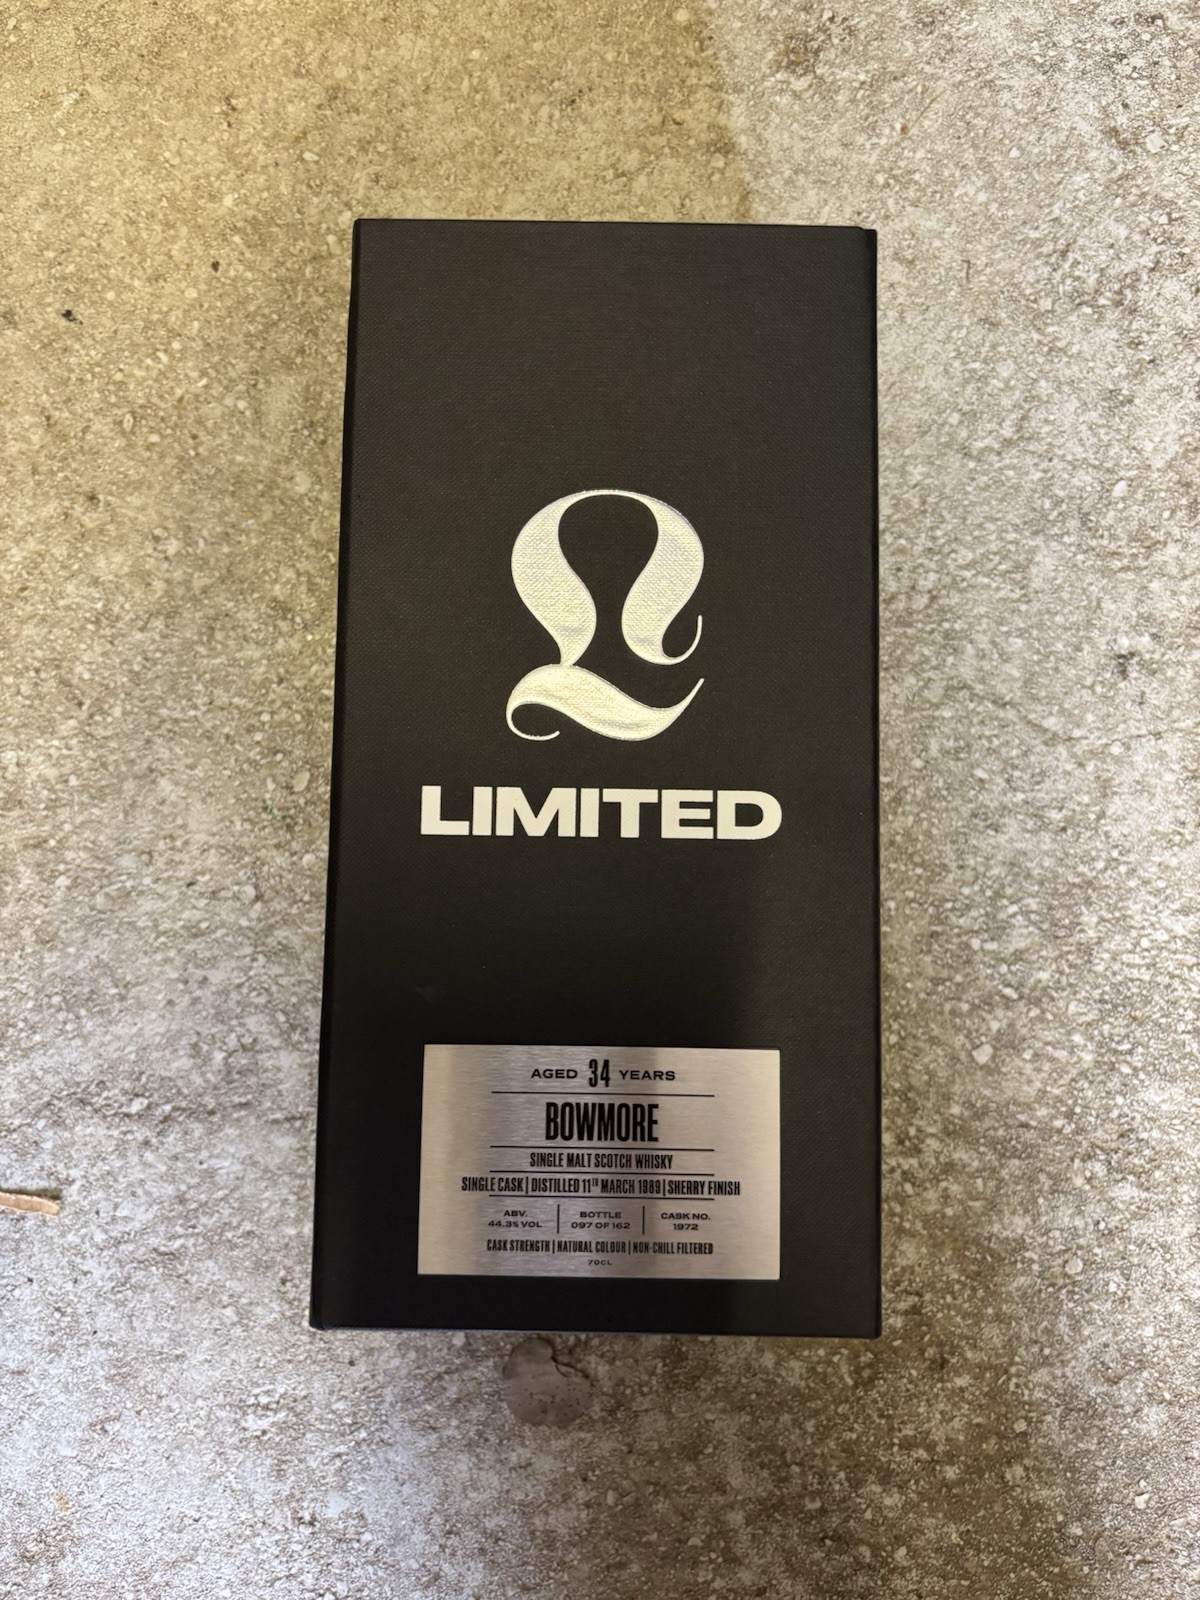 L
LIMITED
AGED 34 YEARS
BOWMORE
SINGLE MALT SCOTCH WHISKY
SINGLE CASK | DISTILLED 11TH MARCH 1989 | SHERRY FINISH
ABV. | BOTTLE | CASK NO.
44.3% VOL | 097 OF 162 | 1972
CASK STRENGTH | NATURAL COLOUR | NON-CHILL FILTERED
70CL